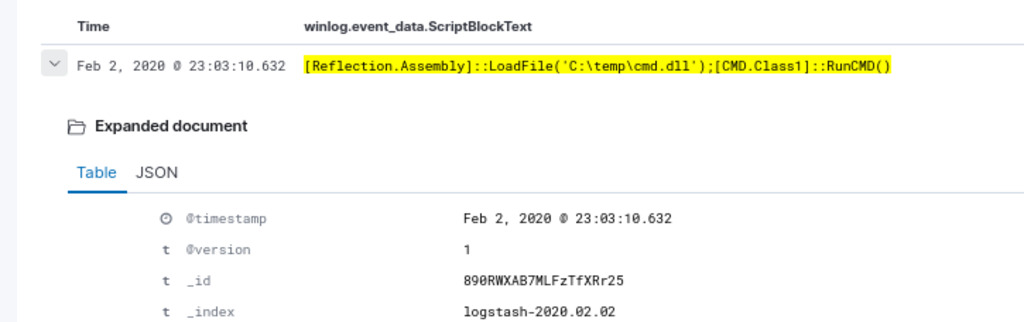 Time winlog.event_data.ScriptBlockText
Feb 2, 2020 @ 23:03:10.632 [Reflection.Assembly]::LoadFile('C:\temp\cmd.dll');[CMD.Class1]::RunCMD()
Expanded document
Table JSON
@timestamp Feb 2, 2020 @ 23:03:10.632
t @version 1
t _id 890RWXAB7MLFzTfXRr25
t _index logstash-2020.02.02